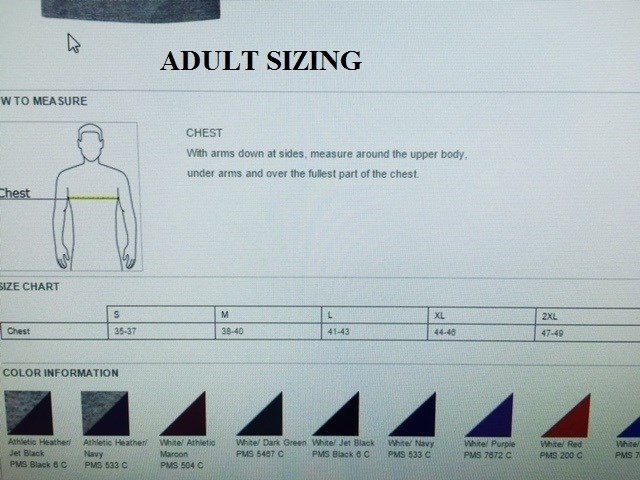 ADULT SIZING
W TO MEASURE
CHEST
With arms down at sides, measure around the upper body,
under arms and over the fullest part of the chest.
Chest
SIZE CHART
S M L XL 2XL
Chest 35-37 38-40 41-43 44-46 47-49
COLOR INFORMATION
Athletic Heather/ Athletic Heather/ White/ Athletic White/ Dark Green White/ Jet Black White/ Navy White/ Purple White/ Red White/
Jet Black Navy Maroon PMS 5467 C PMS Black 6 C PMS 533 C PMS 7672 C PMS 200 C PMS 7
PMS Black 6 C PMS 533 C PMS 504 C